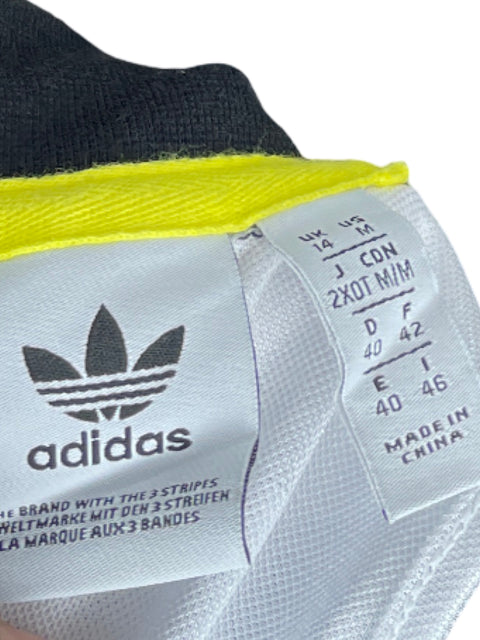 adidas
THE BRAND WITH THE 3 STRIPES
WELTMARKE MIT DEN 3 STREIFEN
LA MARQUE AUX 3 BANDES
UK US
14 M
J CDN
2XOT M/M
D F
40 42
E I
40 46
MADE IN
CHINA